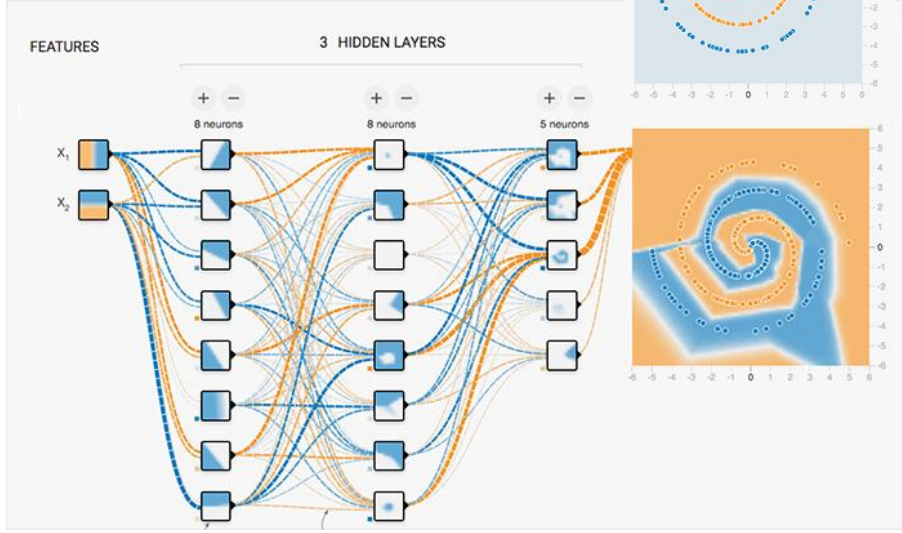 FEATURES
3 HIDDEN LAYERS
+ −
+ −
+ −
8 neurons
8 neurons
5 neurons
X1
X2
-2
-3
-4
-5
-6
-6 -5 -4 -3 -2 -1 0 1 2 3 4 5 6
6
5
4
3
2
1
0
-1
-2
-3
-4
-5
-6
-6 -5 -4 -3 -2 -1 0 1 2 3 4 5 6